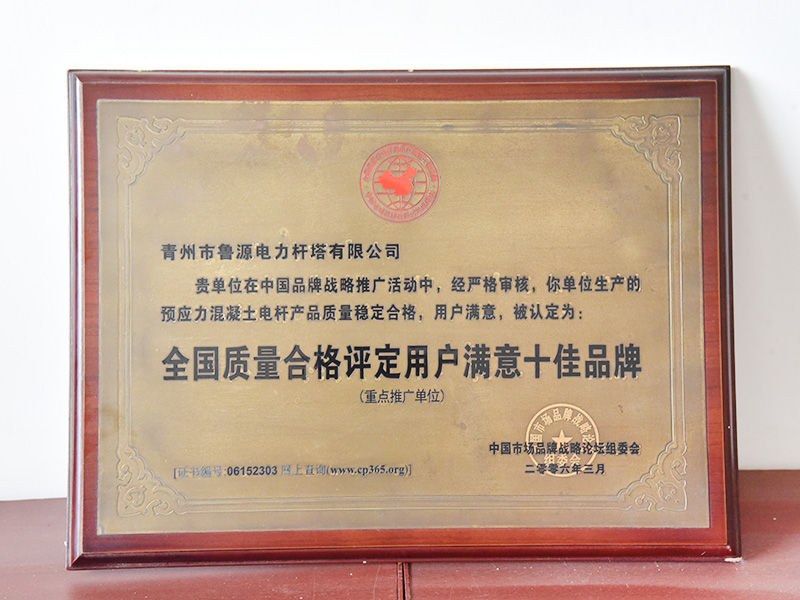 青州市鲁源电力杆塔有限公司
贵单位在中国品牌战略推广活动中，经严格审核，你单位生产的
预应力混凝土电杆产品质量稳定合格，用户满意，被认定为：
全国质量合格评定用户满意十佳品牌
（重点推广单位）
中国市场品牌战略论坛组委会
二零零六年三月
[证书编号:06152303 网上查询(www.cp365.org)]